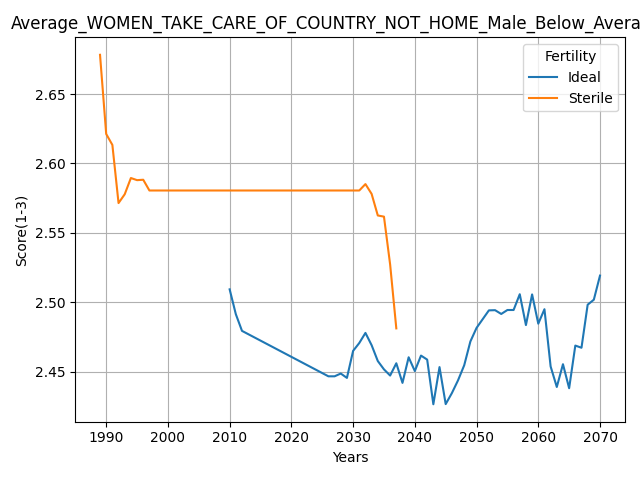 Average_WOMEN_TAKE_CARE_OF_COUNTRY_NOT_HOME_Male_Below_Avera
Fertility
Ideal
Sterile
Score(1-3)
2.65
2.60
2.55
2.50
2.45
1990 2000 2010 2020 2030 2040 2050 2060 2070
Years